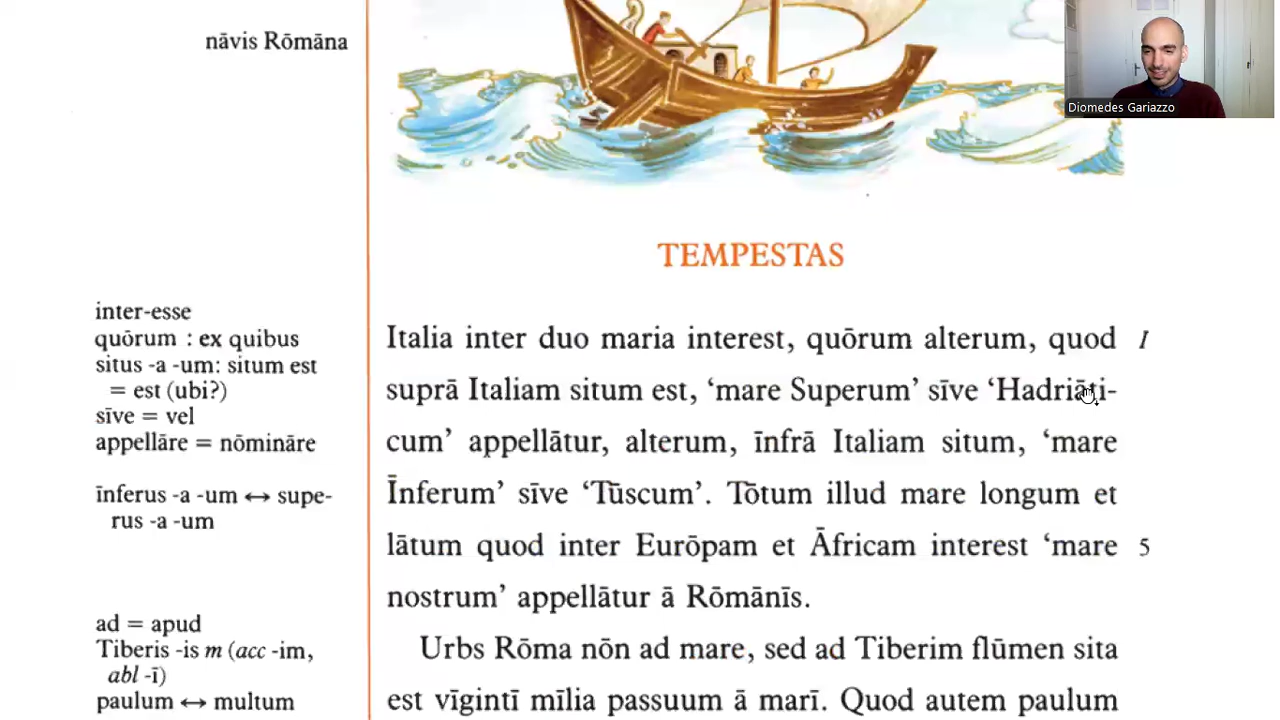 nāvis Rōmāna
Diomedes Gariazzo
TEMPESTAS
inter-esse
quōrum : ex quibus
situs -a -um: situm est
= est (ubi?)
sīve = vel
appellāre = nōmināre
īnferus -a -um ↔ supe-
rus -a -um
ad = apud
Tiberis -is m (acc -im,
abl -ī)
paulum ↔ multum
Italia inter duo maria interest, quōrum alterum, quod 1
suprā Italiam situm est, ‘mare Superum’ sīve ‘Hadriāti-
cum’ appellātur, alterum, īnfrā Italiam situm, ‘mare
Īnferum’ sīve ‘Tūscum’. Tōtum illud mare longum et
lātum quod inter Eurōpam et Āfricam interest ‘mare 5
nostrum’ appellātur ā Rōmānīs.
Urbs Rōma nōn ad mare, sed ad Tiberim flūmen sita
est vīgintī mīlia passuum ā marī. Quod autem paulum